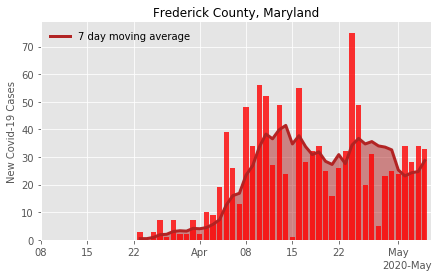 Frederick County, Maryland
7 day moving average
New Covid-19 Cases
70
60
50
40
30
20
10
0
08 15 22 Apr 08 15 22 May
2020-May